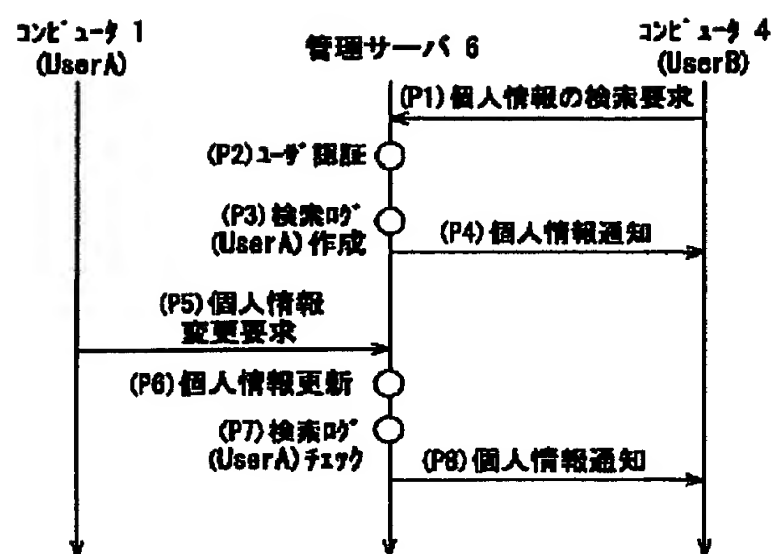 コンピュータ 1
(UserA)
管理サーバ 6
コンピュータ 4
(UserB)
(P1)個人情報の検索要求
(P2)ユーザ認証
(P3)検索ログ
(UserA)作成
(P4)個人情報通知
(P5)個人情報
変更要求
(P6)個人情報更新
(P7)検索ログ
(UserA)チェック
(P8)個人情報通知